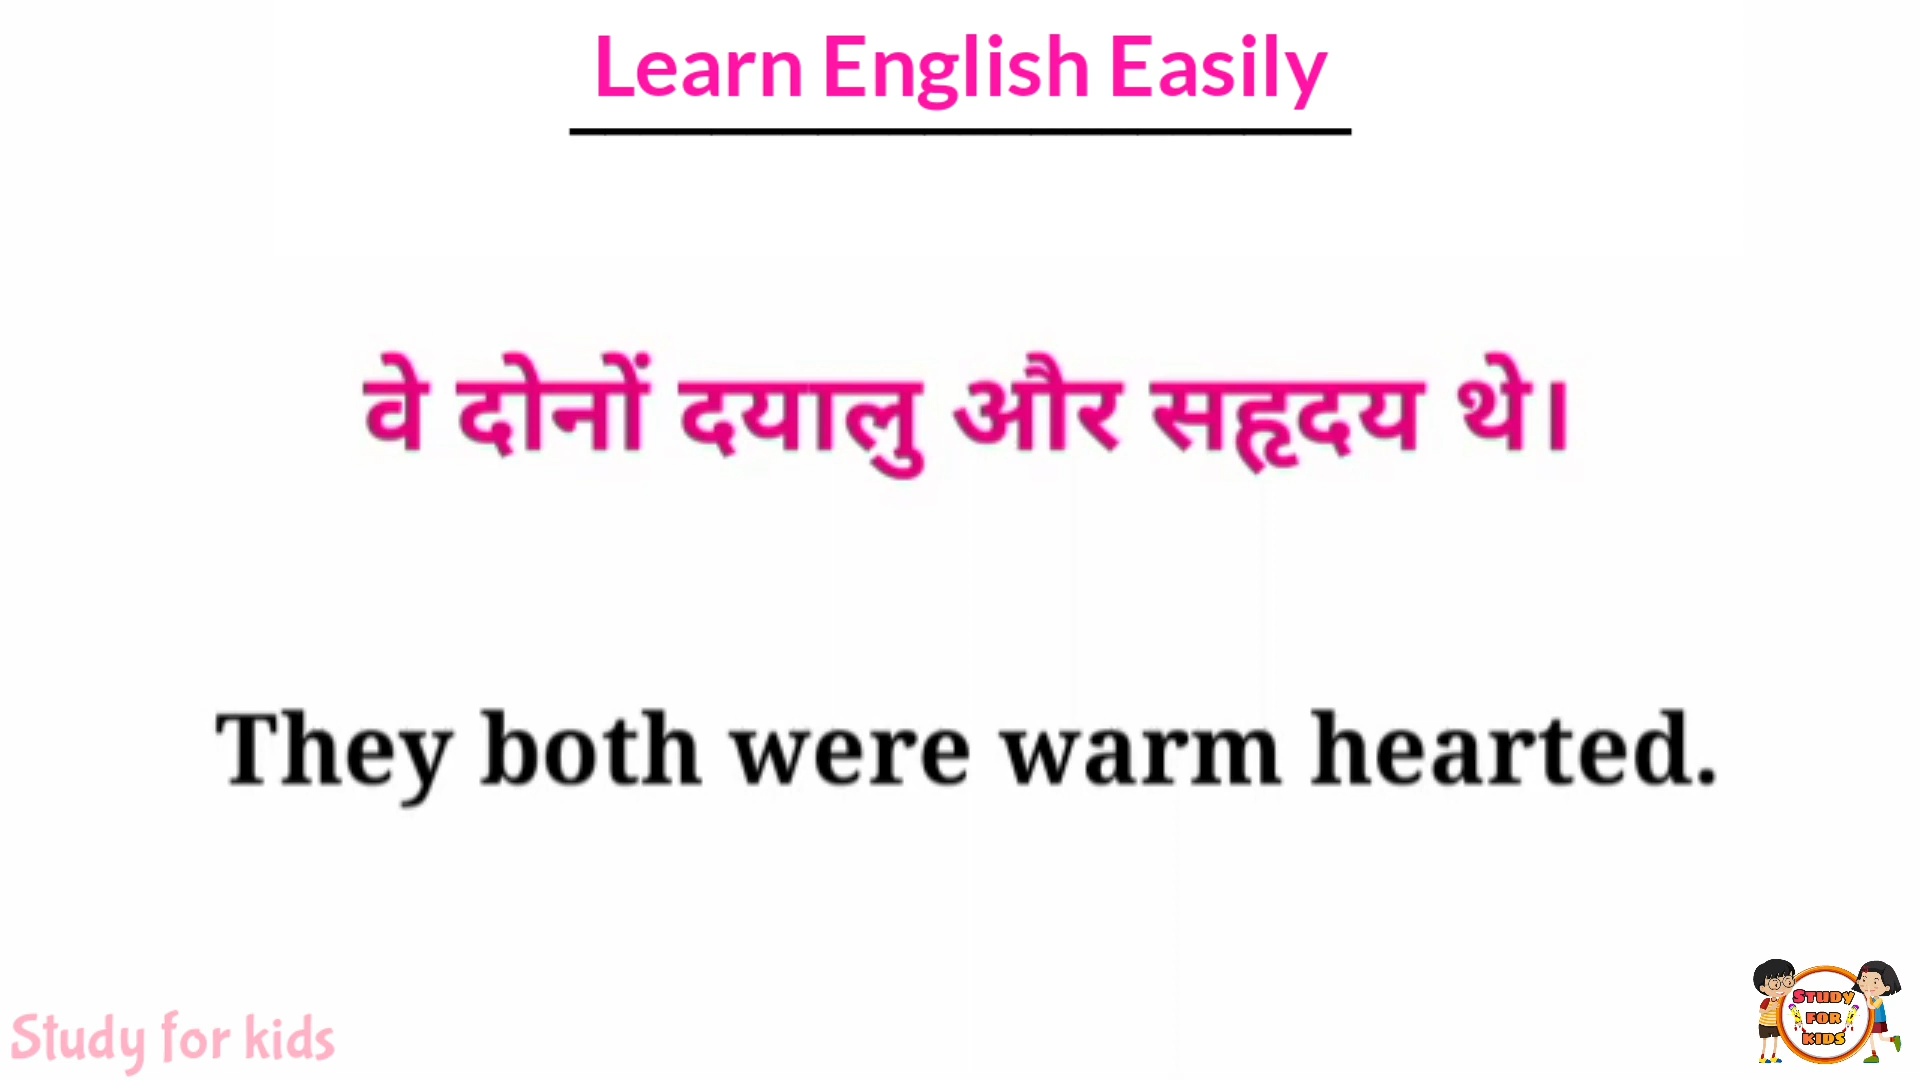 Learn English Easily
वे दोनों दयालु और सहृदय थे।
They both were warm hearted.
Study for kids
STUDY
FOR
KIDS